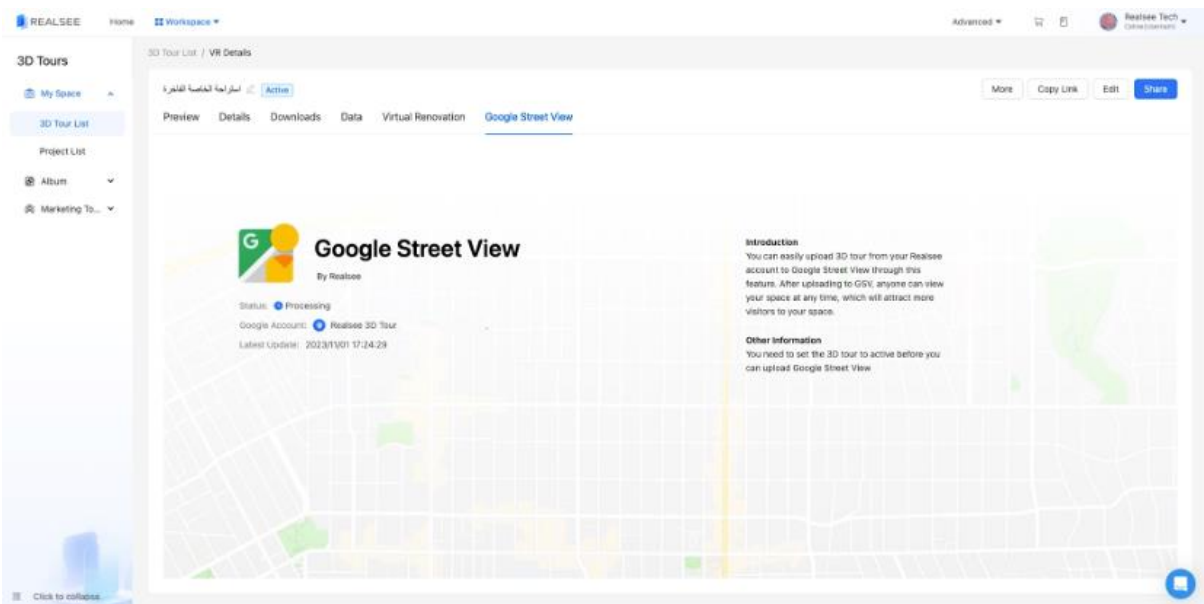 REALSEE
Home
Workspace
Advanced
Realsee Tech
3D Tours
My Space
3D Tour List
Project List
Album
Marketing To...
Click to collapse
3D Tour List / VR Details
استراحة الخاصة الفاخرة
Active
More
Copy Link
Edit
Share
Preview
Details
Downloads
Data
Virtual Renovation
Google Street View
G
Google Street View
By Realsee
Status: Processing
Google Account: Realsee 3D Tour
Latest Update: 2023/11/01 17:24:29
Introduction
You can easily upload 3D tour from your Realsee
account to Google Street View through this
feature. After uploading to GSV, anyone can view
your space at any time, which will attract more
visitors to your space.
Other Information
You need to set the 3D tour to active before you
can upload Google Street View